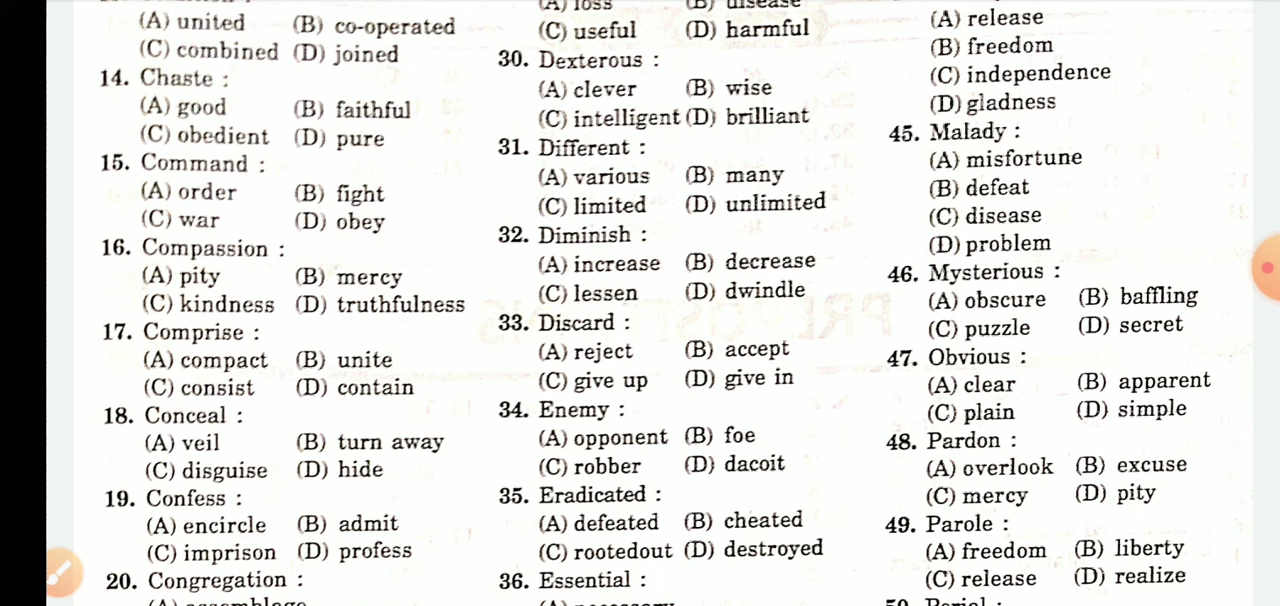 (A) united (B) co-operated
(C) combined (D) joined
14. Chaste :
(A) good (B) faithful
(C) obedient (D) pure
15. Command :
(A) order (B) fight
(C) war (D) obey
16. Compassion :
(A) pity (B) mercy
(C) kindness (D) truthfulness
17. Comprise :
(A) compact (B) unite
(C) consist (D) contain
18. Conceal :
(A) veil (B) turn away
(C) disguise (D) hide
19. Confess :
(A) encircle (B) admit
(C) imprison (D) profess
20. Congregation :
(A) assemblage
(A) loss (B) disease
(C) useful (D) harmful
30. Dexterous :
(A) clever (B) wise
(C) intelligent (D) brilliant
31. Different :
(A) various (B) many
(C) limited (D) unlimited
32. Diminish :
(A) increase (B) decrease
(C) lessen (D) dwindle
33. Discard :
(A) reject (B) accept
(C) give up (D) give in
34. Enemy :
(A) opponent (B) foe
(C) robber (D) dacoit
35. Eradicated :
(A) defeated (B) cheated
(C) rootedout (D) destroyed
36. Essential :
(A) necessary
(A) release
(B) freedom
(C) independence
(D) gladness
45. Malady :
(A) misfortune
(B) defeat
(C) disease
(D) problem
46. Mysterious :
(A) obscure (B) baffling
(C) puzzle (D) secret
47. Obvious :
(A) clear (B) apparent
(C) plain (D) simple
48. Pardon :
(A) overlook (B) excuse
(C) mercy (D) pity
49. Parole :
(A) freedom (B) liberty
(C) release (D) realize
50.